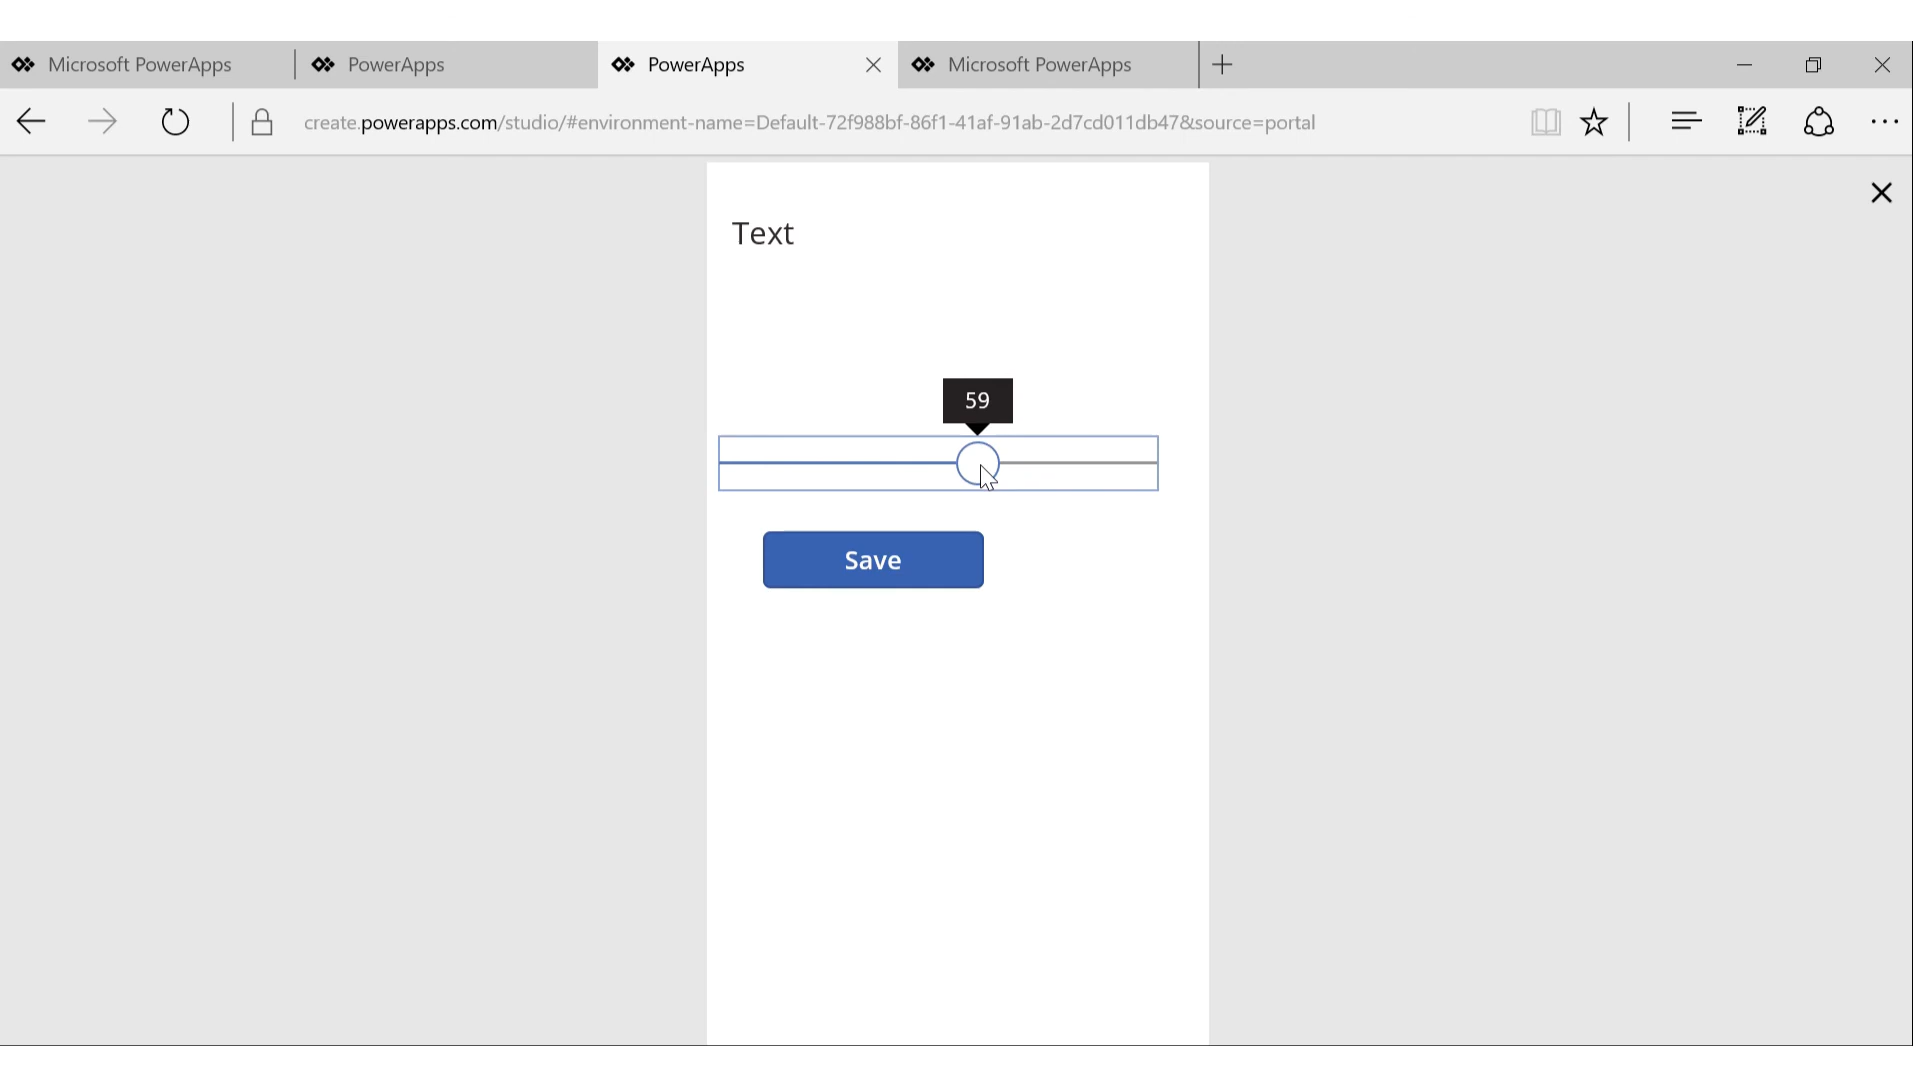 Microsoft PowerApps
PowerApps
PowerApps
Microsoft PowerApps
create.powerapps.com/studio/#environment-name=Default-72f988bf-86f1-41af-91ab-2d7cd011db47&source=portal
Text
59
Save